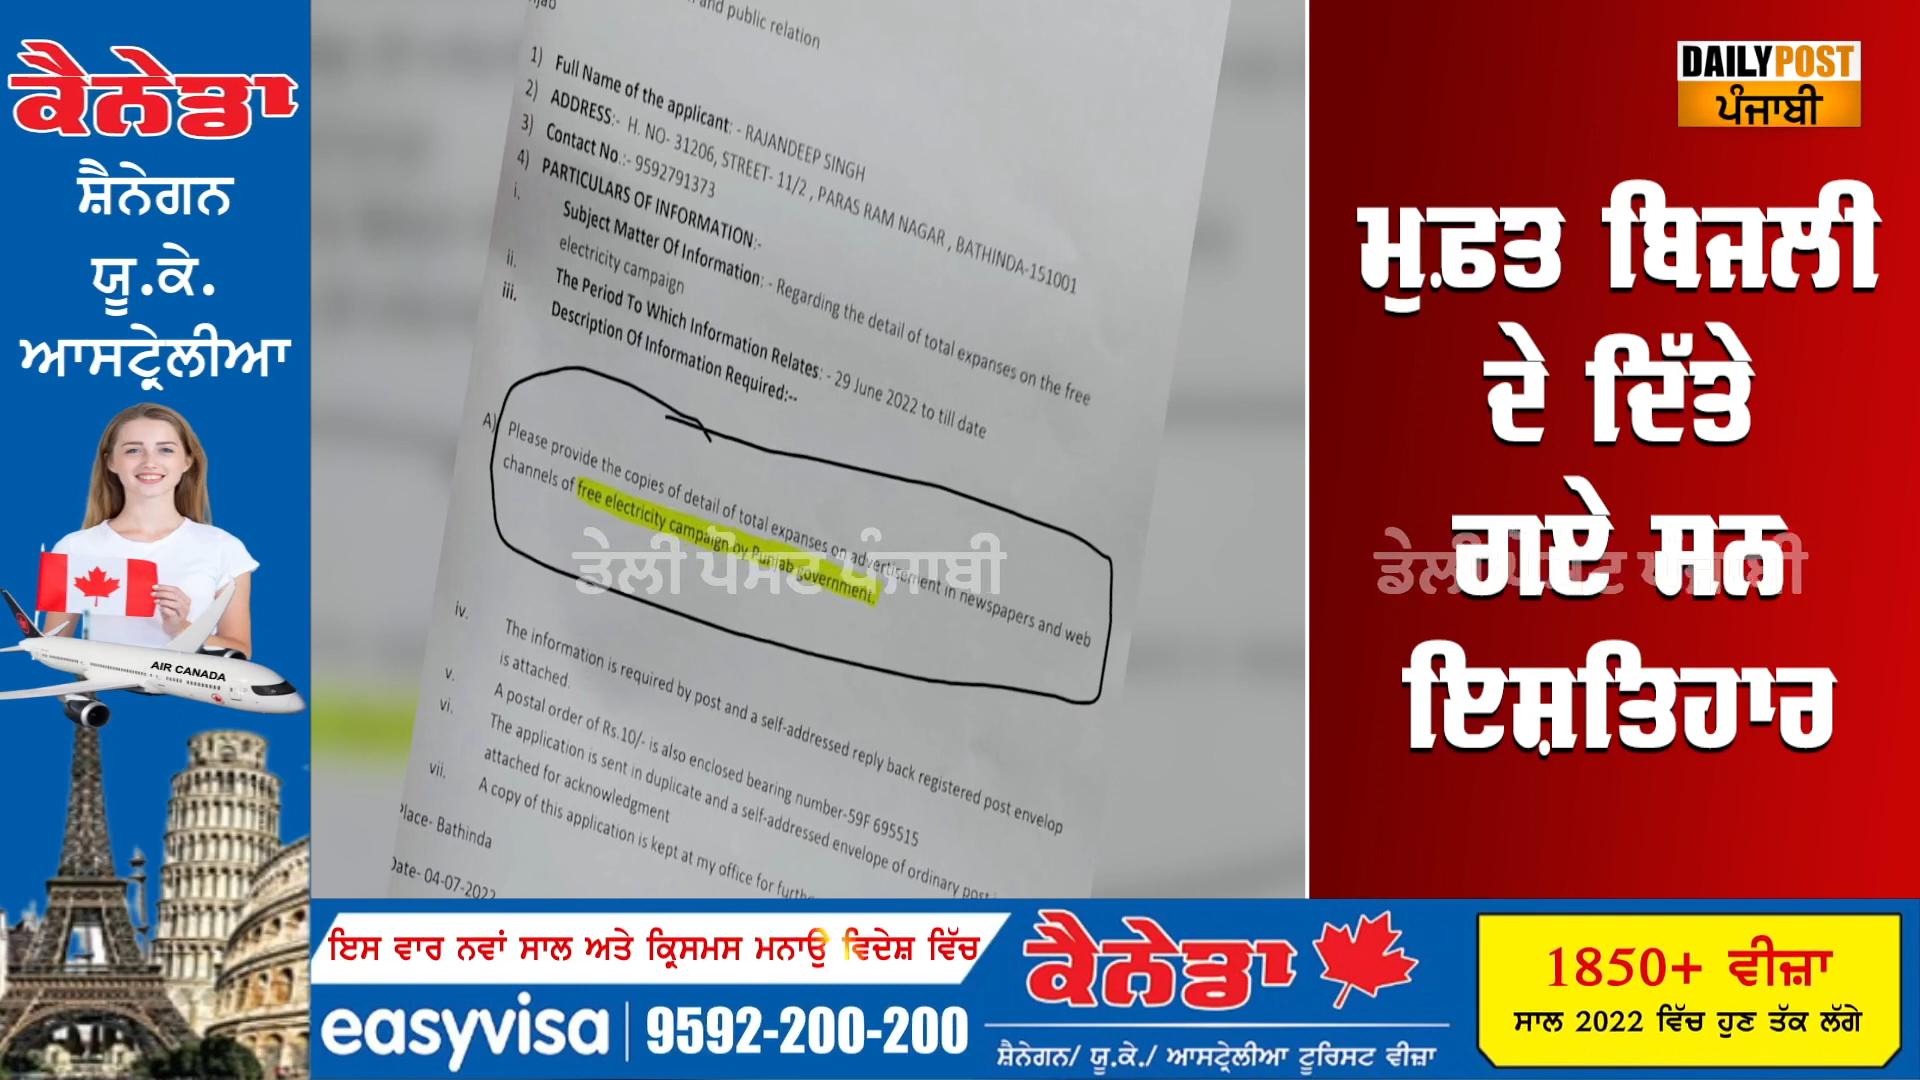 ਕੈਨੇਡਾ
ਸ਼ੈਨੇਗਨ
ਯੂ.ਕੇ.
ਆਸਟ੍ਰੇਲੀਆ
AIR CANADA
and public relation
1) Full Name of the applicant: - RAJANDEEP SINGH
2) ADDRESS:- H. NO- 31206, STREET- 11/2 , PARAS RAM NAGAR , BATHINDA-151001
3) Contact No.:- 9592791373
4) PARTICULARS OF INFORMATION:-
i. Subject Matter Of Information: - Regarding the detail of total expanses on the free
electricity campaign
ii. The Period To Which Information Relates: - 29 June 2022 to till date
iii. Description Of Information Required:--
A) Please provide the copies of detail of total expanses on advertisement in newspapers and web
channels of free electricity campaign by Punjab government.
iv. The information is required by post and a self-addressed reply back registered post envelop
is attached.
v. A postal order of Rs.10/- is also enclosed bearing number-59F 695515
vi. The application is sent in duplicate and a self-addressed envelope of ordinary post
attached for acknowledgment
vii. A copy of this application is kept at my office for
Place- Bathinda
Date- 04-07-2022
ਡੇਲੀ ਪੋਸਟ ਪੰਜਾਬੀ
DAILYPOST
ਪੰਜਾਬੀ
ਮੁਫ਼ਤ ਬਿਜਲੀ
ਦੇ ਦਿੱਤੇ
ਗਏ ਸਨ
ਇਸ਼ਤਿਹਾਰ
ਡੇਲੀ ਪੋਸਟ ਪੰਜਾਬੀ
ਇਸ ਵਾਰ ਨਵਾਂ ਸਾਲ ਅਤੇ ਕ੍ਰਿਸਮਸ ਮਨਾਉ ਵਿਦੇਸ਼ ਵਿੱਚ
easyvisa | 9592-200-200
ਕੈਨੇਡਾ
ਸ਼ੈਨੇਗਨ/ ਯੂ.ਕੇ./ ਆਸਟ੍ਰੇਲੀਆ ਟੂਰਿਸਟ ਵੀਜ਼ਾ
1850+ ਵੀਜ਼ਾ
ਸਾਲ 2022 ਵਿੱਚ ਹੁਣ ਤੱਕ ਲੱਗੇ